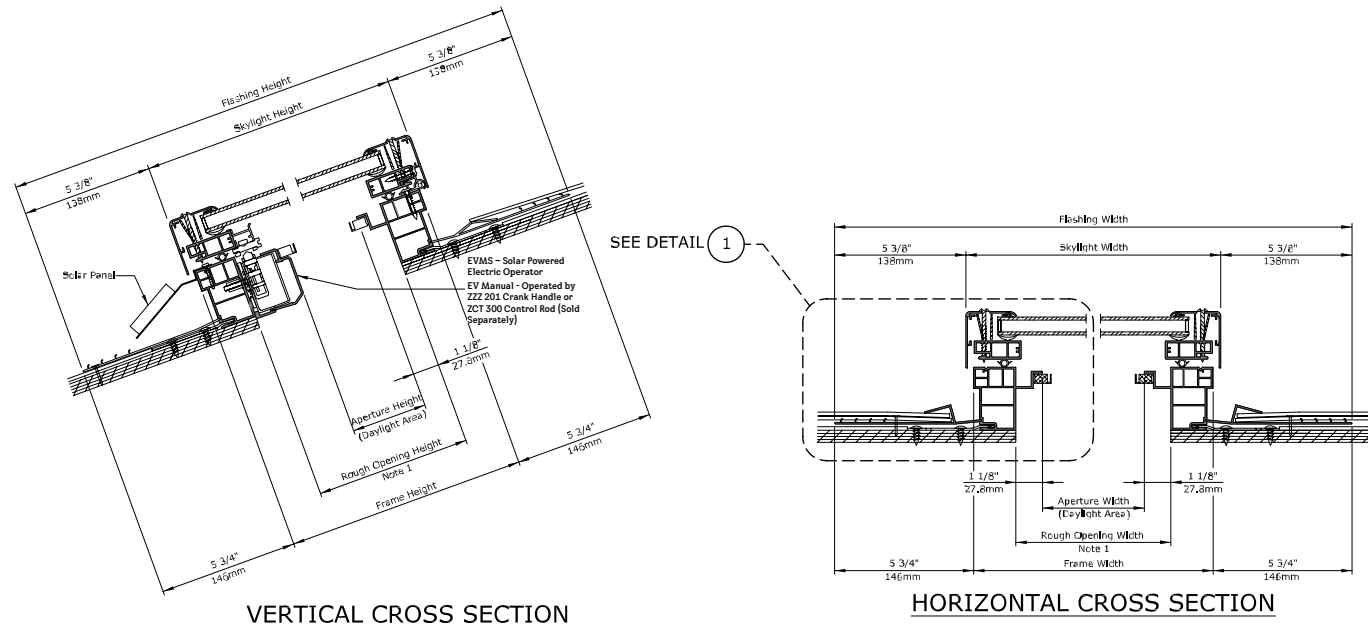 Flashing Height
Skylight Height
5 3/8"
138mm
5 3/8"
138mm
Solar Panel
EVMS – Solar Powered
Electric Operator
EV Manual - Operated by
ZZZ 201 Crank Handle or
ZCT 300 Control Rod (Sold
Separately)
1 1/8"
27.8mm
Aperture Height
(Daylight Area)
Rough Opening Height
Note 1
Frame Height
5 3/4"
146mm
5 3/4"
146mm
VERTICAL CROSS SECTION
SEE DETAIL 1
Flashing Width
5 3/8"
138mm
Skylight Width
5 3/8"
138mm
1 1/8"
27.8mm
1 1/8"
27.8mm
Aperture Width
(Daylight Area)
Rough Opening Width
Note 1
5 3/4"
146mm
Frame Width
5 3/4"
146mm
HORIZONTAL CROSS SECTION